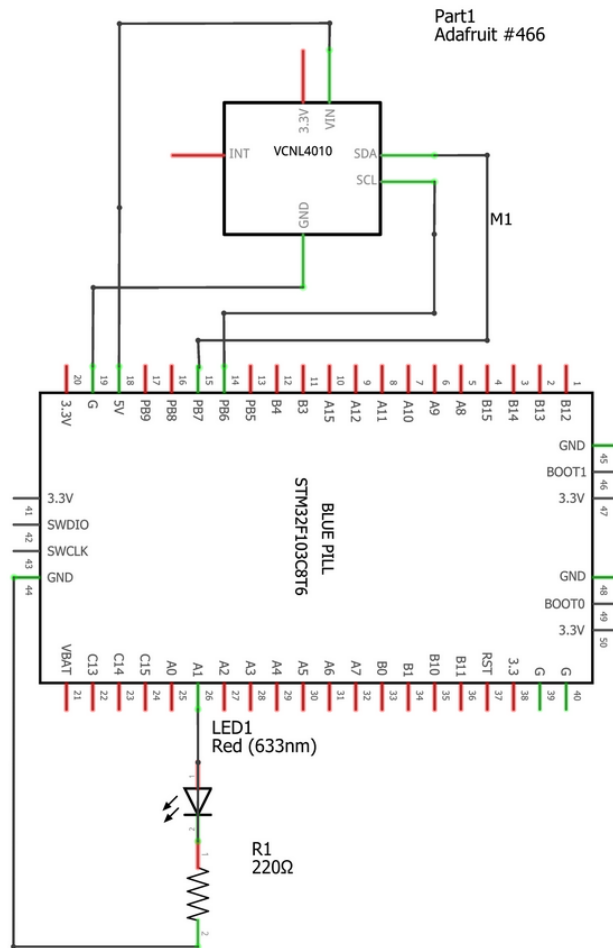 Part1
Adafruit #466
3.3V
VIN
VCNL4010
INT
SDA
SCL
GND
M1
20
19
18
17
16
15
14
13
12
11
10
9
8
7
6
5
4
3
2
1
3.3V
G
5V
PB9
PB8
PB7
PB6
PB5
B4
B3
A15
A12
A11
A10
A9
A8
B15
B14
B13
B12
GND
45
BOOT1
46
3.3V
47
3.3V
41
SWDIO
42
SWCLK
43
GND
44
BLUE PILL
STM32F103C8T6
GND
48
BOOT0
49
3.3V
50
VBAT
C13
C14
C15
A0
A1
A2
A3
A4
A5
A6
A7
B0
B1
B10
B11
RST
3.3
G
G
21
22
23
24
25
26
27
28
29
30
31
32
33
34
35
36
37
38
39
40
LED1
Red (633nm)
1
2
R1
220Ω
1
2